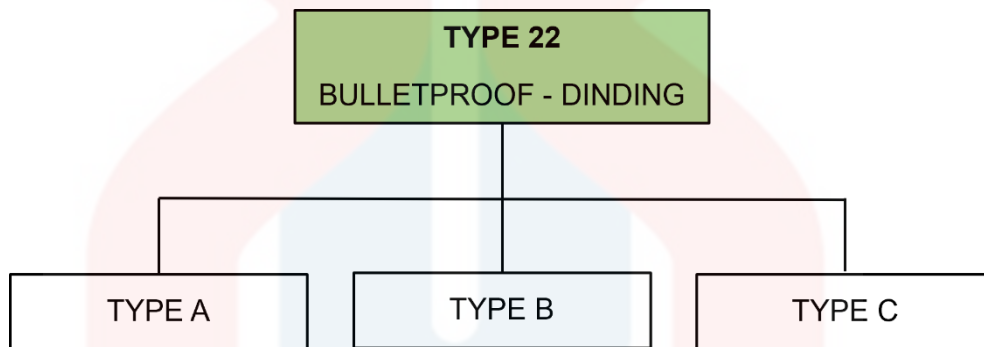 TYPE 22
BULLETPROOF - DINDING
TYPE A
TYPE B
TYPE C